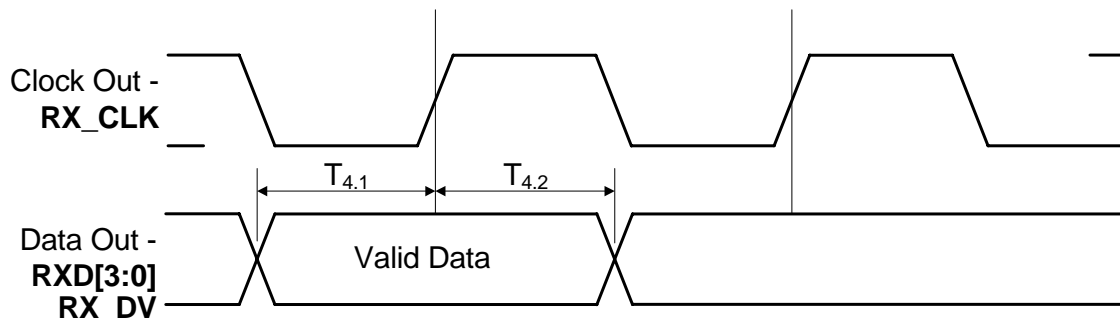 Clock Out -
RX_CLK
T4.1
T4.2
Data Out -
RXD[3:0]
RX_DV
Valid Data